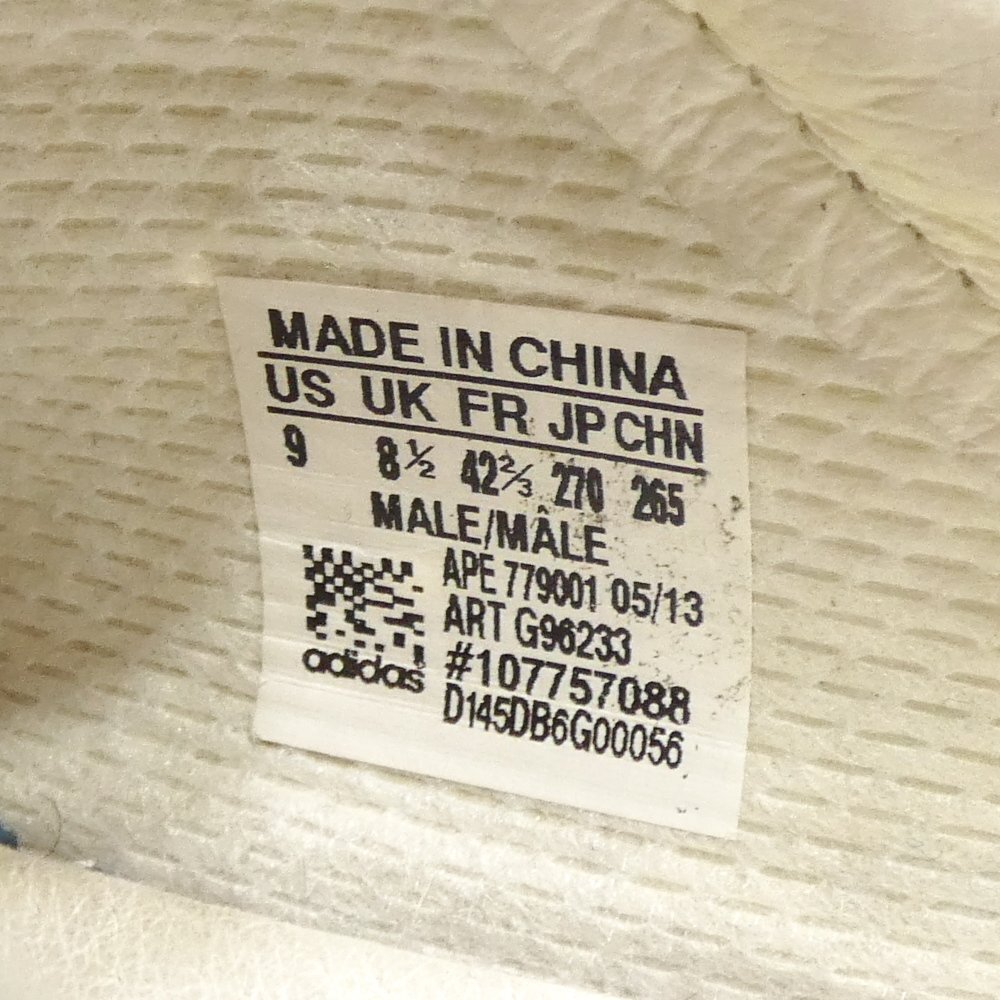 MADE IN CHINA
US UK FR JP CHN
9 8½ 42⅔ 270 265
MALE/MÂLE
APE 779001 05/13
ART G96233
#107757088
D145DB6G00056
adidas